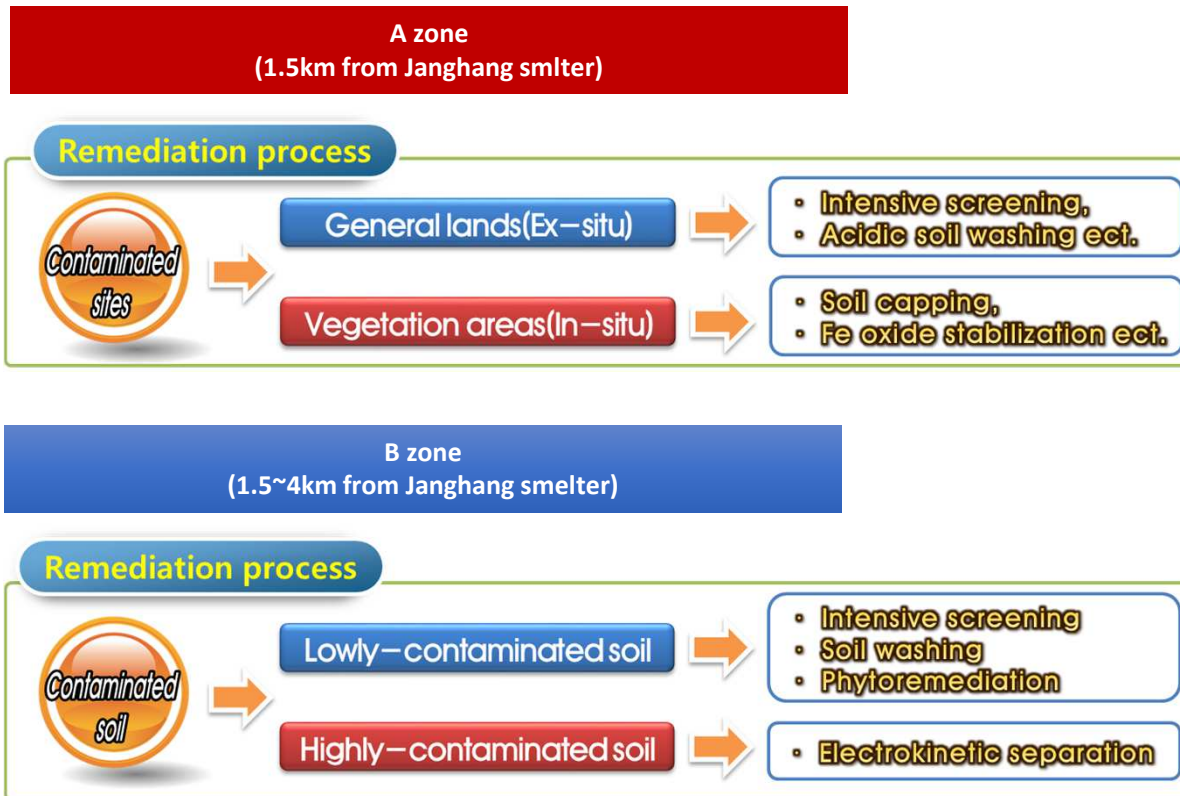 A zone
(1.5km from Janghang smlter)
Remediation process
Contaminated
sites
General lands(Ex-situ)
• Intensive screening,
• Acidic soil washing ect.
Vegetation areas(In-situ)
• Soil capping,
• Fe oxide stabilization ect.
B zone
(1.5~4km from Janghang smelter)
Remediation process
Contaminated
soil
Lowly-contaminated soil
• Intensive screening
• Soil washing
• Phytoremediation
Highly-contaminated soil
• Electrokinetic separation